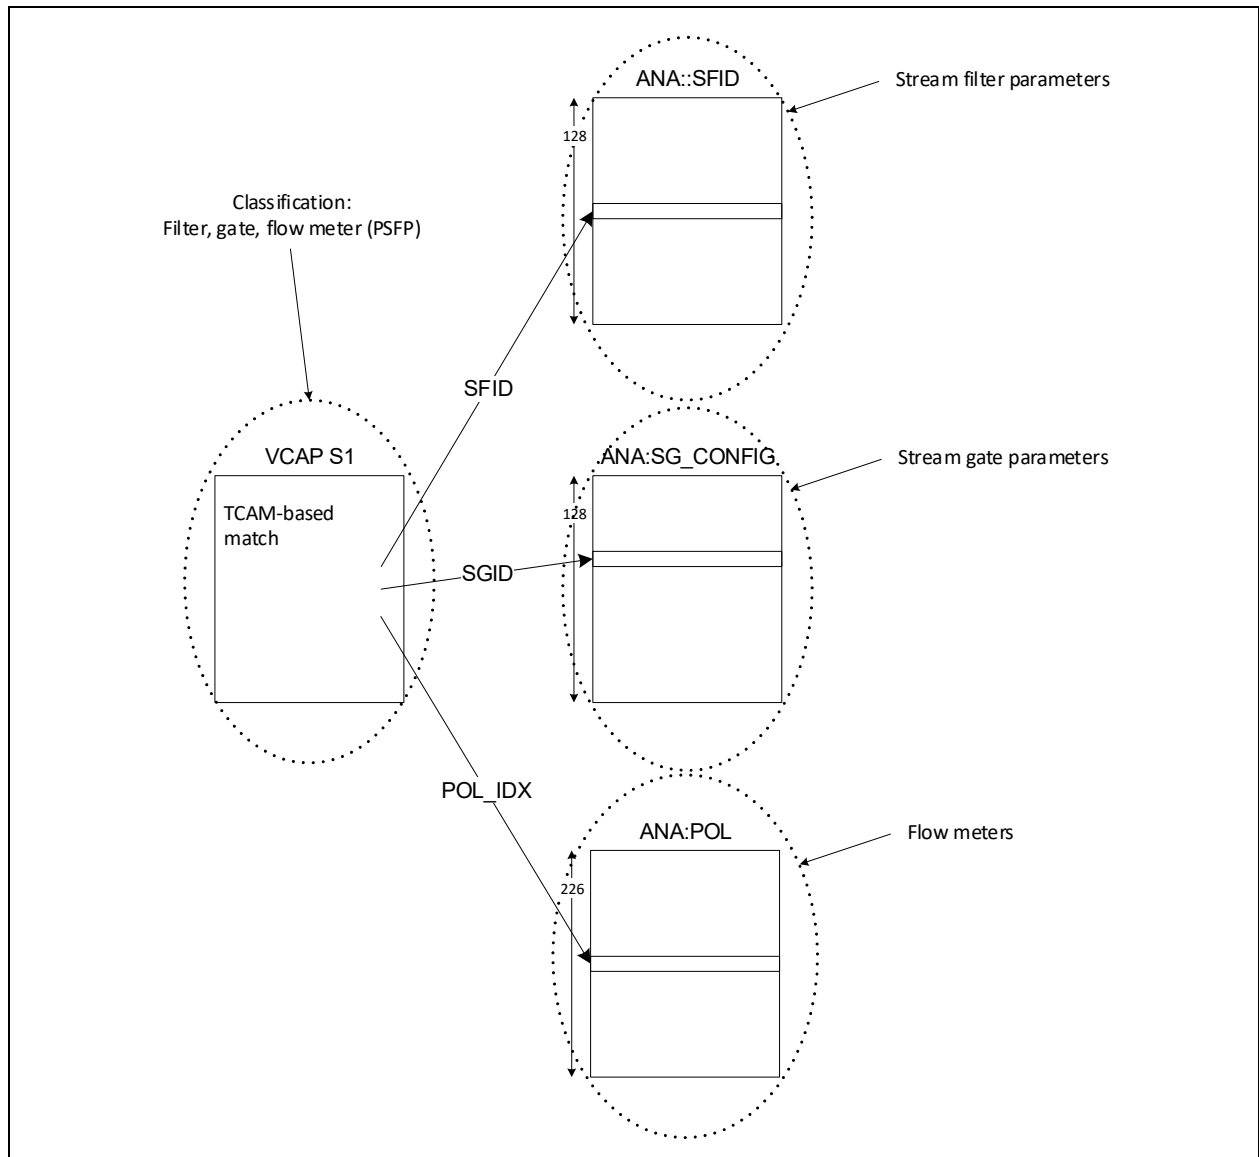 ANA::SFID
Stream filter parameters
128
Classification:
Filter, gate, flow meter (PSFP)
SFID
VCAP S1
TCAM-based
match
ANA:SG_CONFIG
Stream gate parameters
128
SGID
POL_IDX
ANA:POL
Flow meters
226